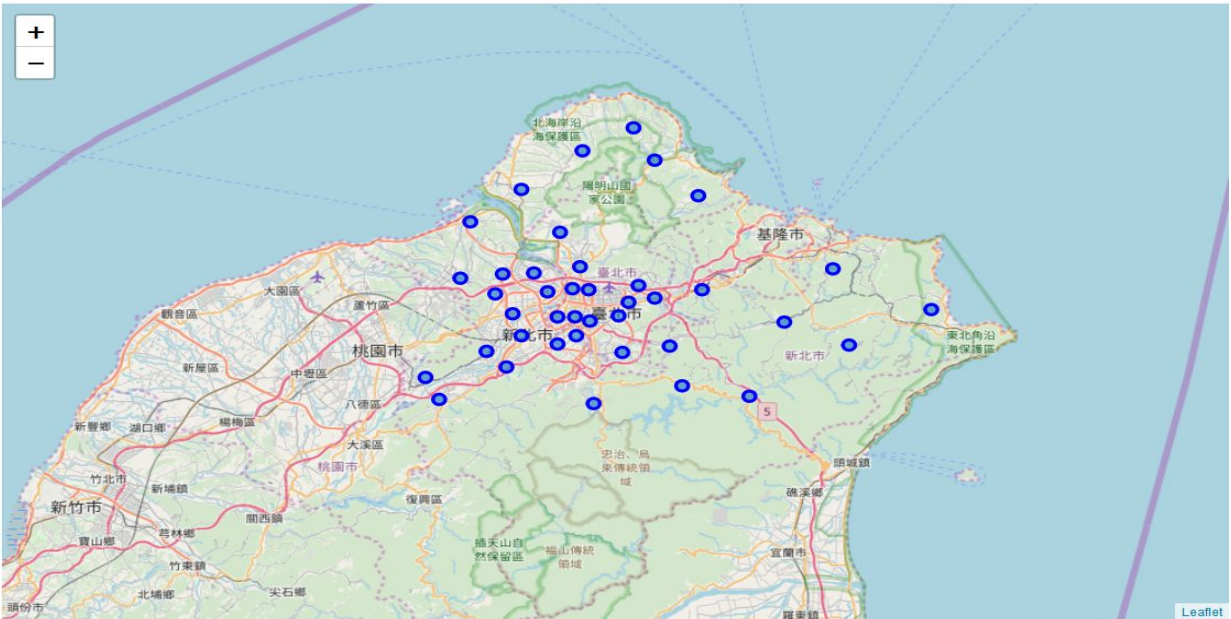 +
−
北海岸沿
海保護區
陽明山國
家公園
基隆市
臺北市
大園區
蘆竹區
觀音區
臺北市
新北市
東北角沿
海保護區
桃園市
新北市
新屋區
中壢區
八德區
5
楊梅區
新豐鄉
湖口鄉
大溪區
忠治、烏
來傳統領
域
頭城鎮
桃園市
竹北市
新埔鎮
復興區
礁溪鄉
新竹市
關西鎮
芎林鄉
寶山鄉
插天山自
然保留區
福山傳統
領域
宜蘭市
竹東鎮
北埔鄉
尖石鄉
頭份市
羅東鎮
Leaflet